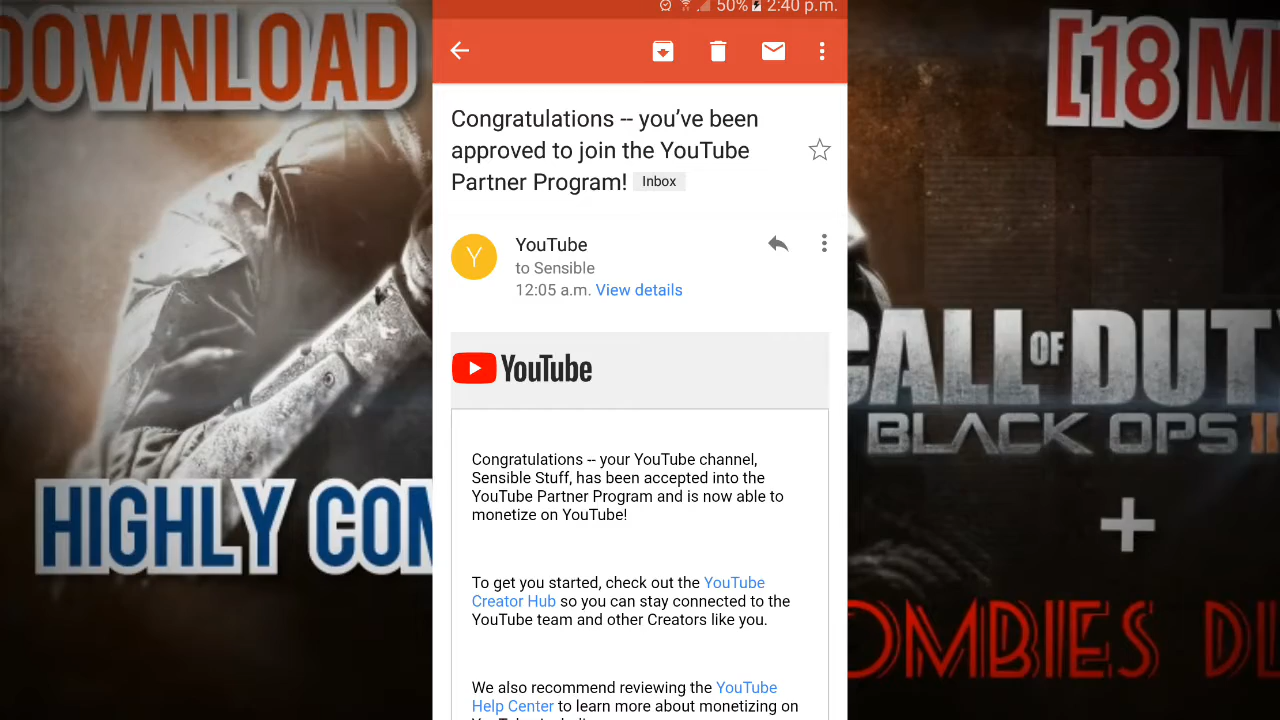 50% 2:40 p.m.
DOWNLOAD
[18 M
Congratulations -- you’ve been
approved to join the YouTube
Partner Program! Inbox
Y YouTube
to Sensible
12:05 a.m. View details
YouTube
CALL OF DUTY
BLACK OPS II
Congratulations -- your YouTube channel,
Sensible Stuff, has been accepted into the
YouTube Partner Program and is now able to
monetize on YouTube!
HIGHLY COM
+
To get you started, check out the YouTube
Creator Hub so you can stay connected to the
YouTube team and other Creators like you.
OMBIES DL
We also recommend reviewing the YouTube
Help Center to learn more about monetizing on